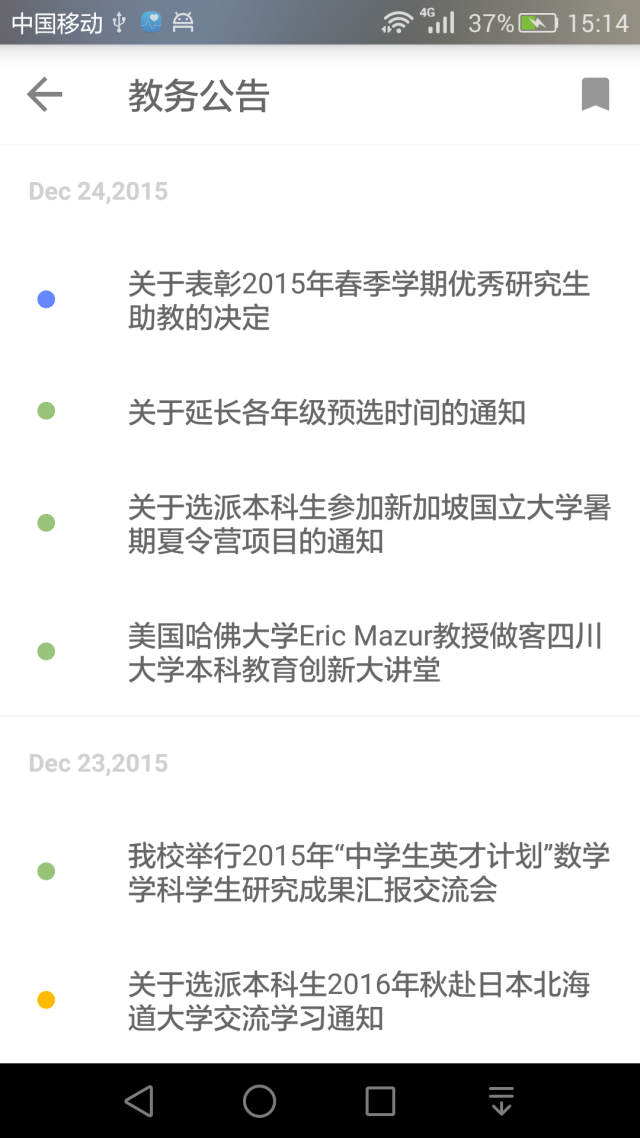 中国移动 4G 37% 15:14
教务公告
Dec 24,2015
关于表彰2015年春季学期优秀研究生
助教的决定
关于延长各年级预选时间的通知
关于选派本科生参加新加坡国立大学暑
期夏令营项目的通知
美国哈佛大学Eric Mazur教授做客四川
大学本科教育创新大讲堂
Dec 23,2015
我校举行2015年“中学生英才计划”数学
学科学生研究成果汇报交流会
关于选派本科生2016年秋赴日本北海
道大学交流学习通知